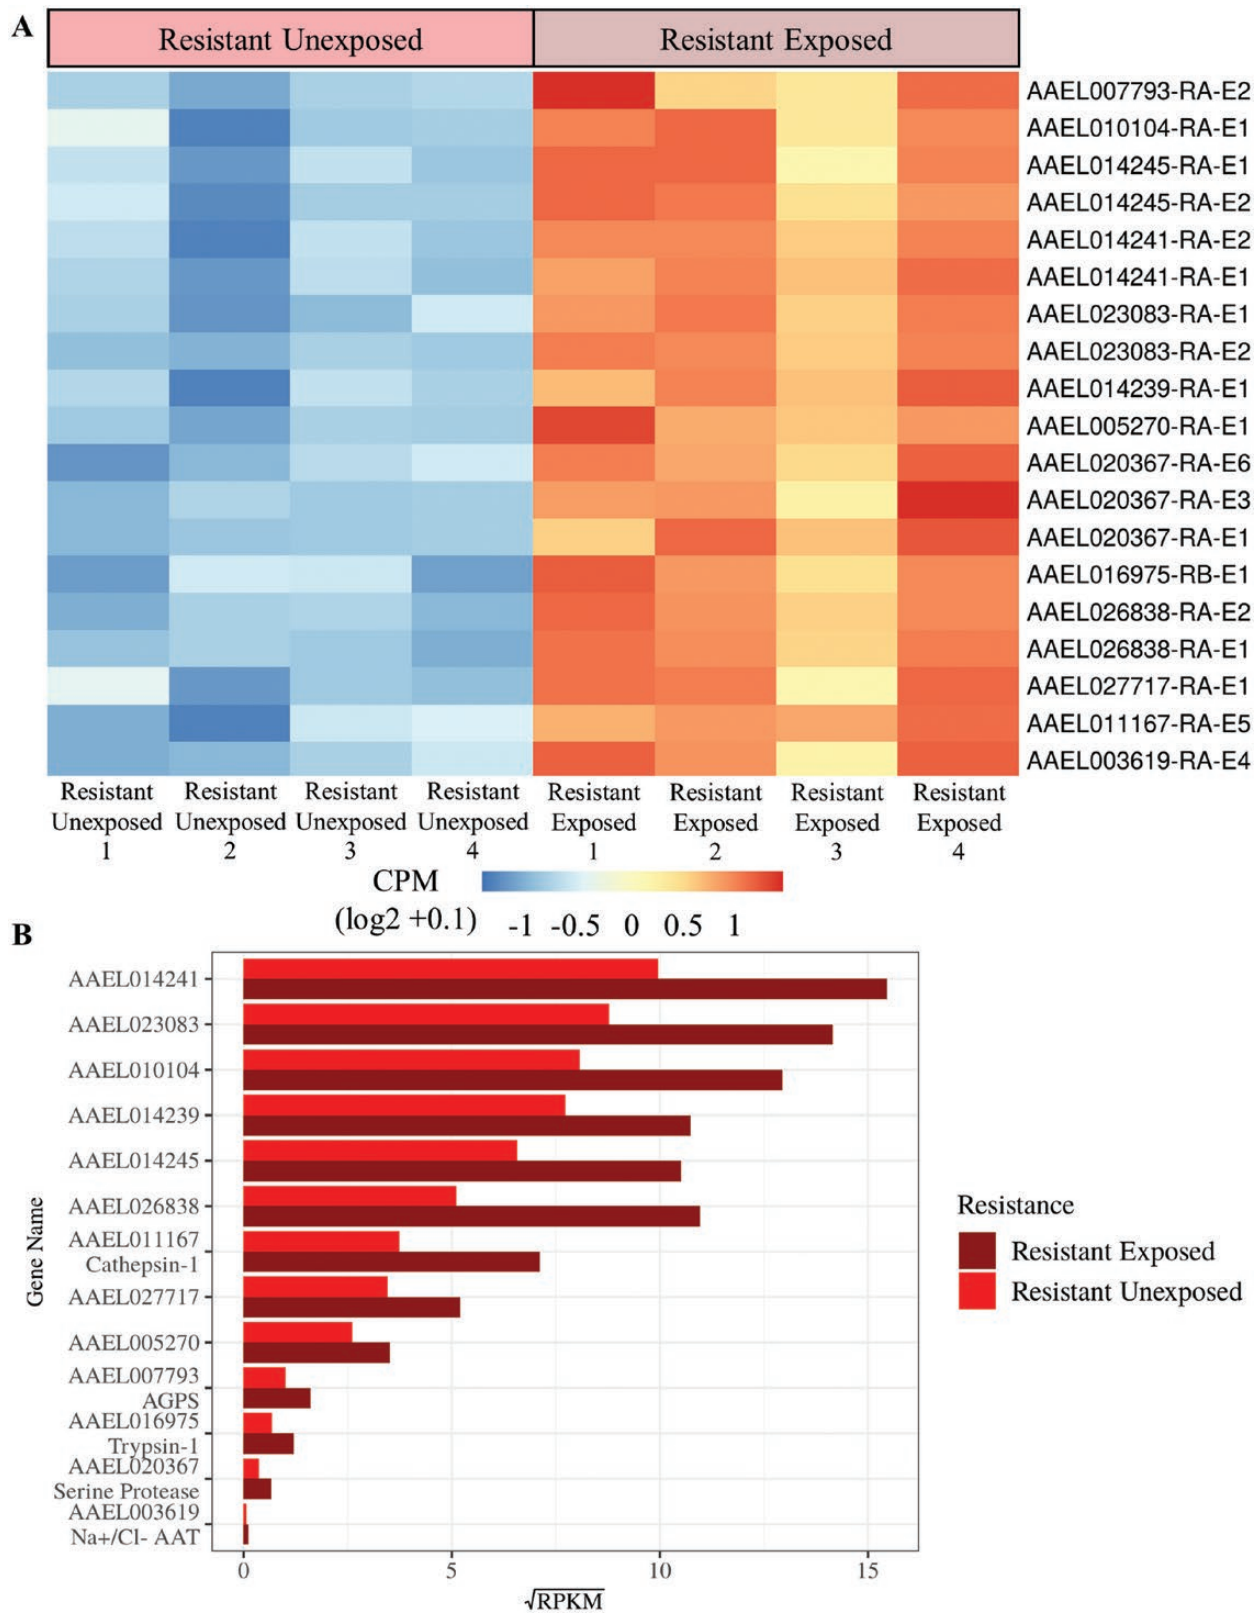 A
Resistant Unexposed Resistant Exposed
AAEL007793-RA-E2
AAEL010104-RA-E1
AAEL014245-RA-E1
AAEL014245-RA-E2
AAEL014241-RA-E2
AAEL014241-RA-E1
AAEL023083-RA-E1
AAEL023083-RA-E2
AAEL014239-RA-E1
AAEL005270-RA-E1
AAEL020367-RA-E6
AAEL020367-RA-E3
AAEL020367-RA-E1
AAEL016975-RB-E1
AAEL026838-RA-E2
AAEL026838-RA-E1
AAEL027717-RA-E1
AAEL011167-RA-E5
AAEL003619-RA-E4
Resistant Resistant Resistant Resistant Resistant Resistant Resistant Resistant
Unexposed Unexposed Unexposed Unexposed Exposed Exposed Exposed Exposed
1 2 3 4 1 2 3 4
CPM
(log2 +0.1) -1 -0.5 0 0.5 1
B
AAEL014241
AAEL023083
AAEL010104
AAEL014239
AAEL014245
AAEL026838
AAEL011167
Cathepsin-1
AAEL027717
AAEL005270
AAEL007793
AGPS
AAEL016975
Trypsin-1
AAEL020367
Serine Protease
AAEL003619
Na+/Cl- AAT
Gene Name
0 5 10 15
√RPKM
Resistance
Resistant Exposed
Resistant Unexposed